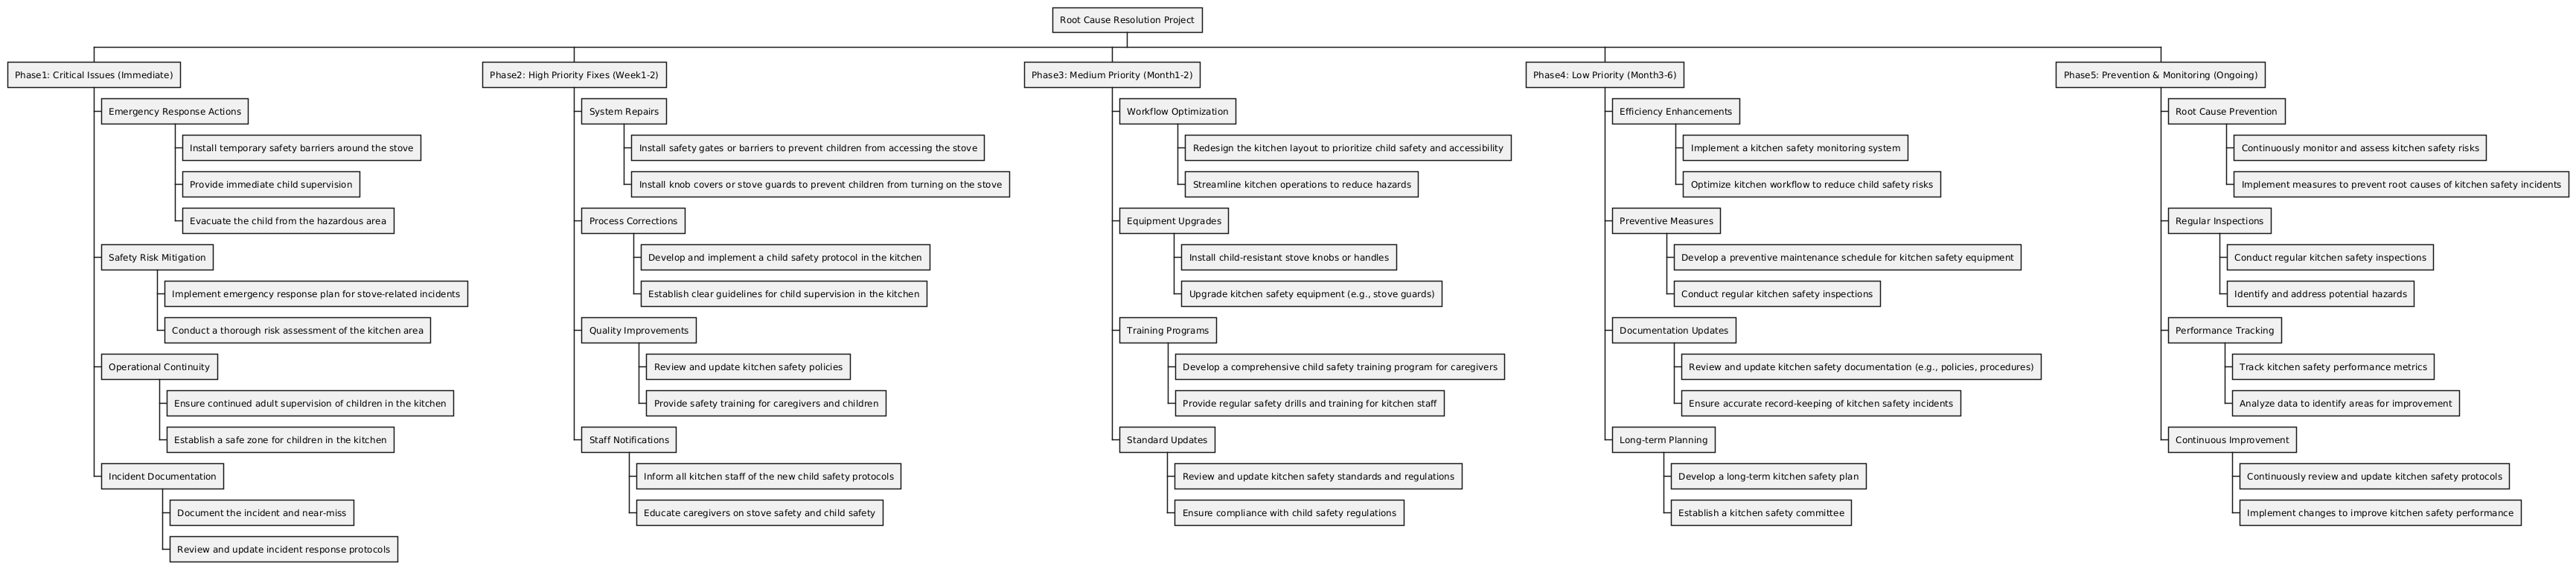 Root Cause Resolution Project
Phase1: Critical Issues (Immediate)
Emergency Response Actions
Install temporary safety barriers around the stove
Provide immediate child supervision
Evacuate the child from the hazardous area
Safety Risk Mitigation
Implement emergency response plan for stove-related incidents
Conduct a thorough risk assessment of the kitchen area
Operational Continuity
Ensure continued adult supervision of children in the kitchen
Establish a safe zone for children in the kitchen
Incident Documentation
Document the incident and near-miss
Review and update incident response protocols
Phase2: High Priority Fixes (Week1-2)
System Repairs
Install safety gates or barriers to prevent children from accessing the stove
Install knob covers or stove guards to prevent children from turning on the stove
Process Corrections
Develop and implement a child safety protocol in the kitchen
Establish clear guidelines for child supervision in the kitchen
Quality Improvements
Review and update kitchen safety policies
Provide safety training for caregivers and children
Staff Notifications
Inform all kitchen staff of the new child safety protocols
Educate caregivers on stove safety and child safety
Phase3: Medium Priority (Month1-2)
Workflow Optimization
Redesign the kitchen layout to prioritize child safety and accessibility
Streamline kitchen operations to reduce hazards
Equipment Upgrades
Install child-resistant stove knobs or handles
Upgrade kitchen safety equipment (e.g., stove guards)
Training Programs
Develop a comprehensive child safety training program for caregivers
Provide regular safety drills and training for kitchen staff
Standard Updates
Review and update kitchen safety standards and regulations
Ensure compliance with child safety regulations
Phase4: Low Priority (Month3-6)
Efficiency Enhancements
Implement a kitchen safety monitoring system
Optimize kitchen workflow to reduce child safety risks
Preventive Measures
Develop a preventive maintenance schedule for kitchen safety equipment
Conduct regular kitchen safety inspections
Documentation Updates
Review and update kitchen safety documentation (e.g., policies, procedures)
Ensure accurate record-keeping of kitchen safety incidents
Long-term Planning
Develop a long-term kitchen safety plan
Establish a kitchen safety committee
Phase5: Prevention & Monitoring (Ongoing)
Root Cause Prevention
Continuously monitor and assess kitchen safety risks
Implement measures to prevent root causes of kitchen safety incidents
Regular Inspections
Conduct regular kitchen safety inspections
Identify and address potential hazards
Performance Tracking
Track kitchen safety performance metrics
Analyze data to identify areas for improvement
Continuous Improvement
Continuously review and update kitchen safety protocols
Implement changes to improve kitchen safety performance